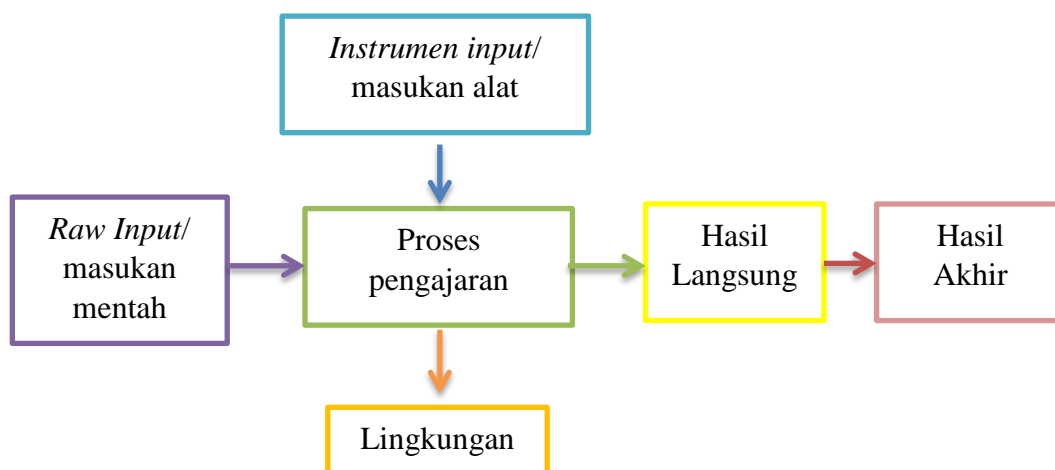 Instrumen input/
masukan alat
Raw Input/
masukan
mentah
Proses
pengajaran
Hasil
Langsung
Hasil
Akhir
Lingkungan